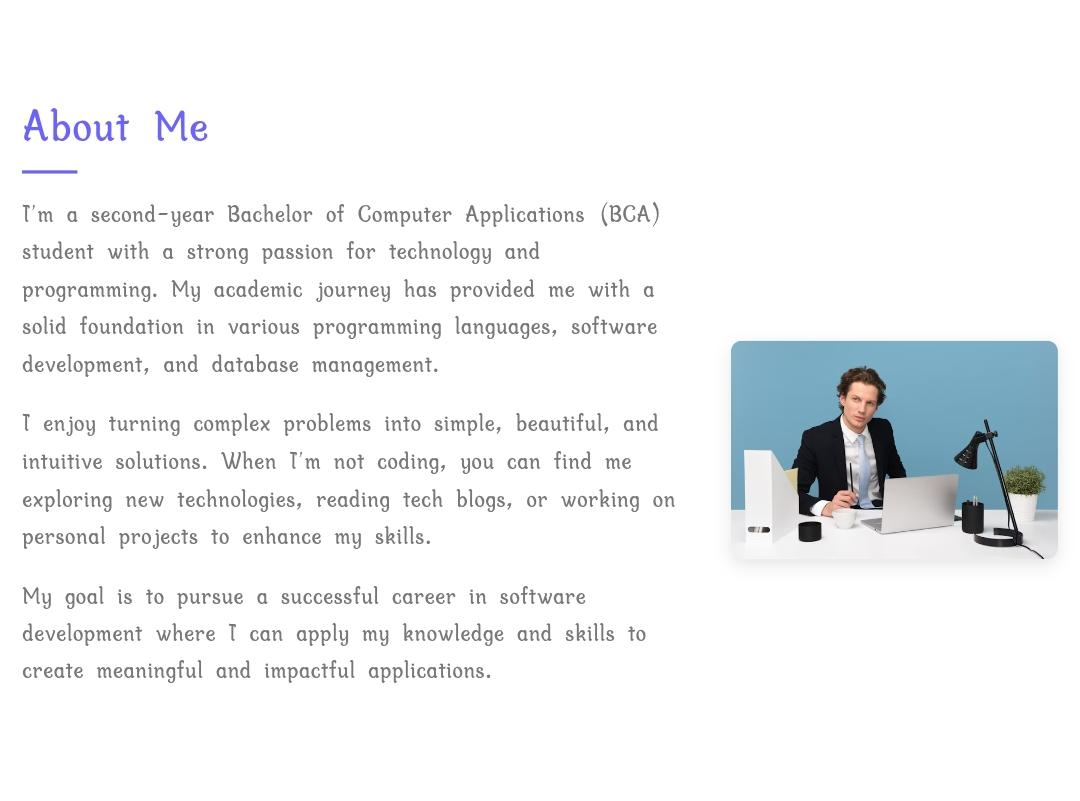 About Me
I'm a second-year Bachelor of Computer Applications (BCA)
student with a strong passion for technology and
programming. My academic journey has provided me with a
solid foundation in various programming languages, software
development, and database management.
I enjoy turning complex problems into simple, beautiful, and
intuitive solutions. When I'm not coding, you can find me
exploring new technologies, reading tech blogs, or working on
personal projects to enhance my skills.
My goal is to pursue a successful career in software
development where I can apply my knowledge and skills to
create meaningful and impactful applications.